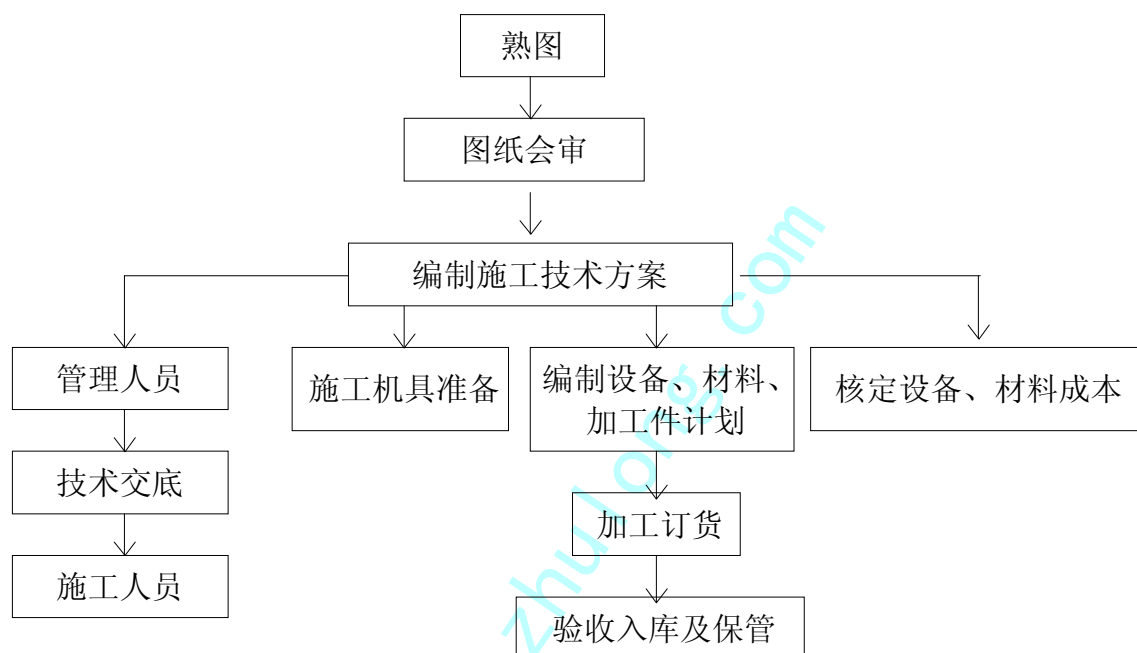 熟图
图纸会审
编制施工技术方案
管理人员
施工机具准备
编制设备、材料、
加工件计划
核定设备、材料成本
技术交底
加工订货
施工人员
验收入库及保管
zhulong.com